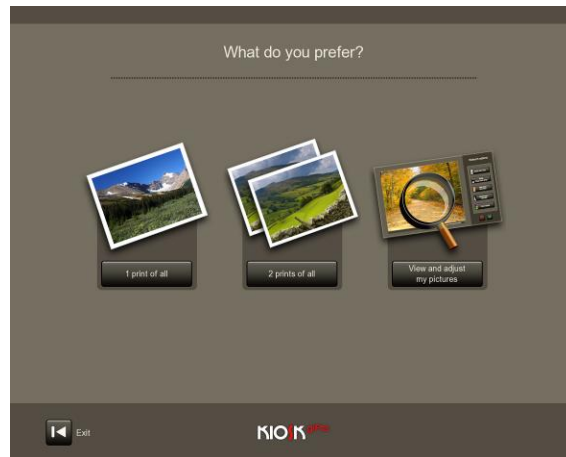 What do you prefer?
1 print of all
2 prints of all
View and adjust
my pictures
Exit
KIOSK